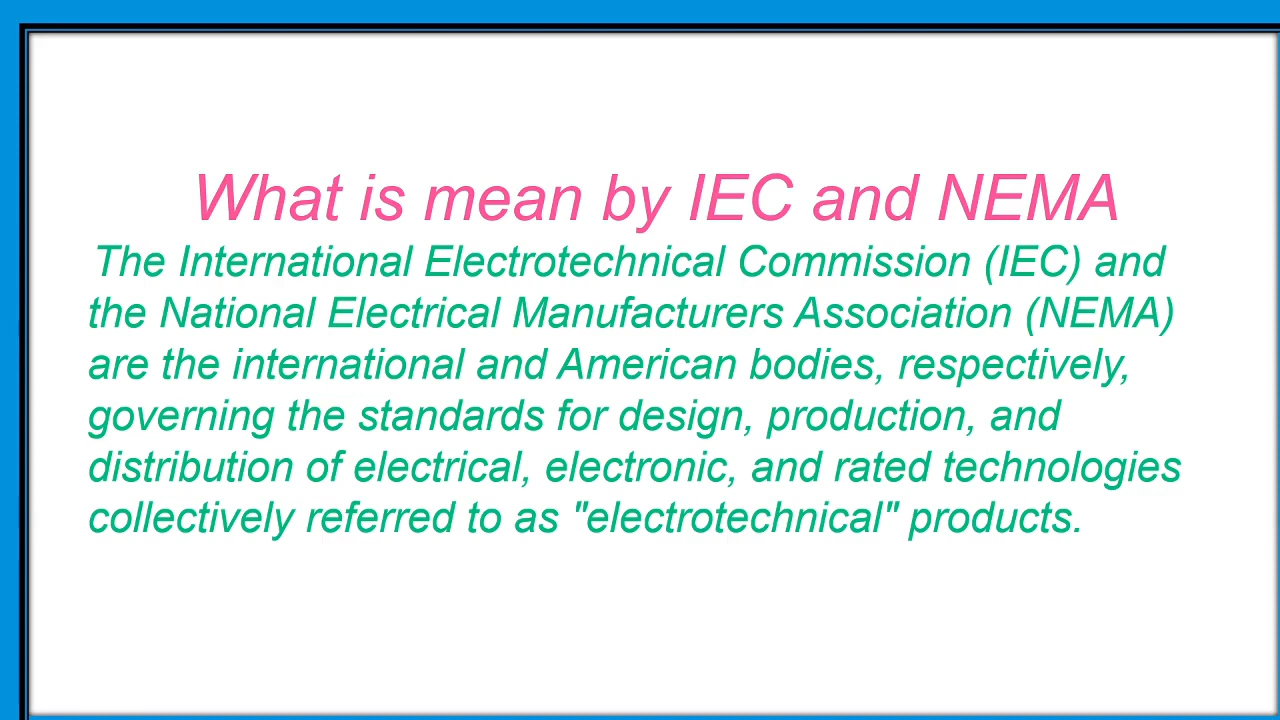 What is mean by IEC and NEMA
The International Electrotechnical Commission (IEC) and
the National Electrical Manufacturers Association (NEMA)
are the international and American bodies, respectively,
governing the standards for design, production, and
distribution of electrical, electronic, and rated technologies
collectively referred to as "electrotechnical" products.